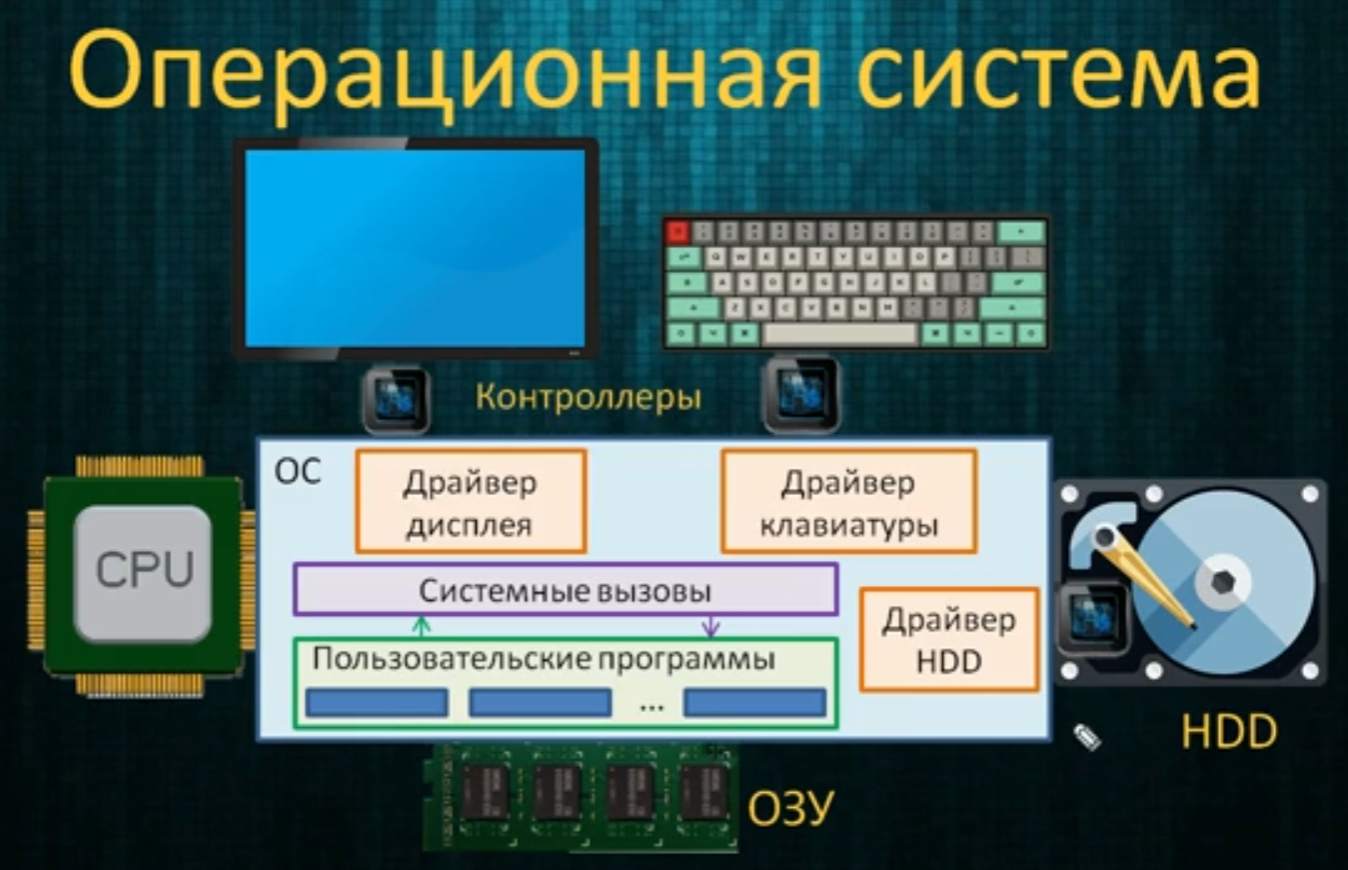 Операционная система
Контроллеры
ОС
Драйвер
дисплея
Драйвер
клавиатуры
Системные вызовы
Драйвер
HDD
Пользовательские программы
...
CPU
HDD
ОЗУ